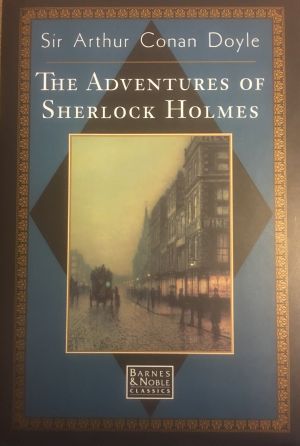 Sir Arthur Conan Doyle
The Adventures of
Sherlock Holmes
Barnes
& Noble
Classics